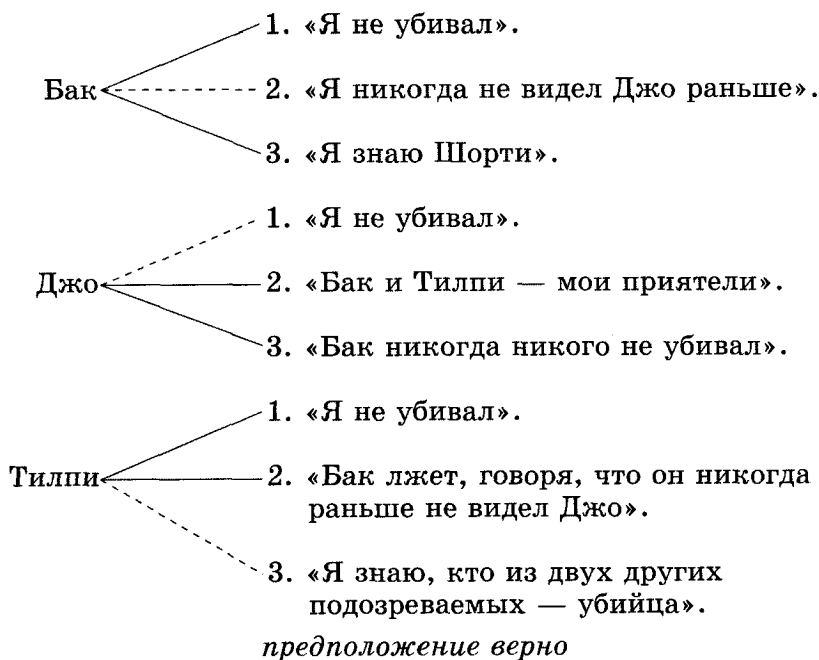 1. «Я не убивал».
Бак
2. «Я никогда не видел Джо раньше».
3. «Я знаю Шорти».
1. «Я не убивал».
Джо
2. «Бак и Тилпи — мои приятели».
3. «Бак никогда никого не убивал».
1. «Я не убивал».
Тилпи
2. «Бак лжет, говоря, что он никогда
раньше не видел Джо».
3. «Я знаю, кто из двух других
подозреваемых — убийца».
предположение верно